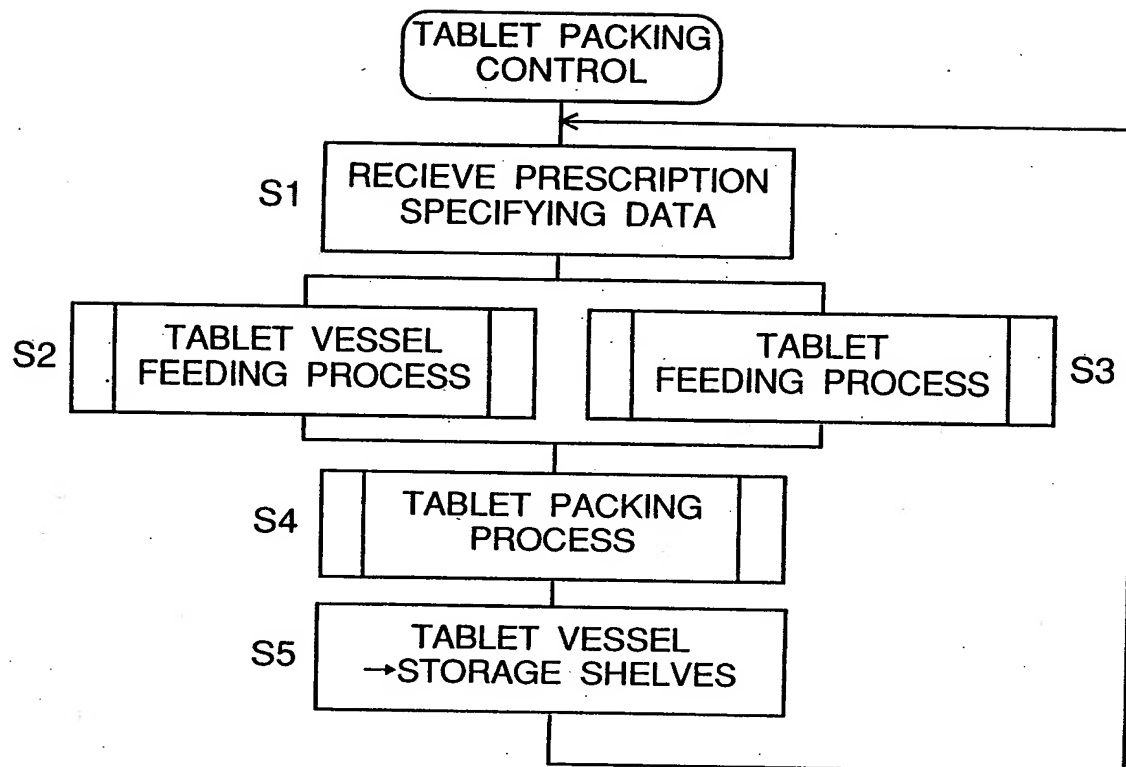 TABLET PACKING
CONTROL
S1
RECIEVE PRESCRIPTION
SPECIFYING DATA
S2
TABLET VESSEL
FEEDING PROCESS
TABLET
FEEDING PROCESS
S3
S4
TABLET PACKING
PROCESS
S5
TABLET VESSEL
→STORAGE SHELVES